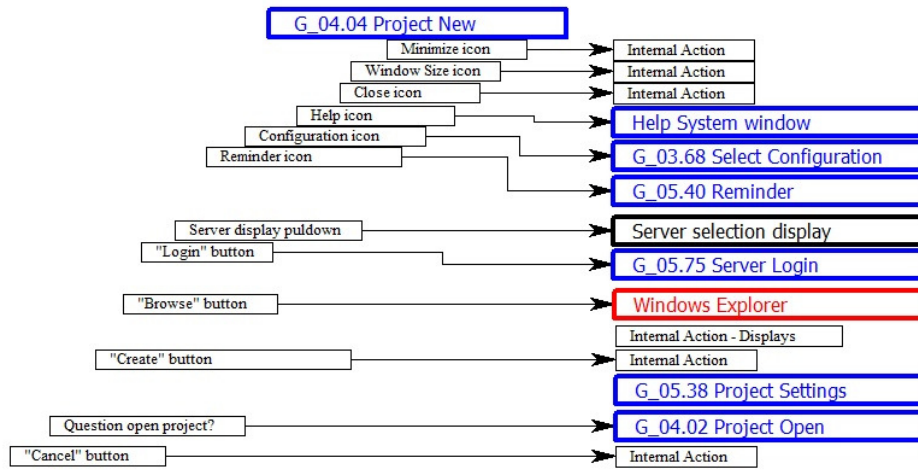 G_04.04 Project New
Minimize icon
Internal Action
Window Size icon
Internal Action
Close icon
Internal Action
Help icon
Help System window
Configuration icon
G_03.68 Select Configuration
Reminder icon
G_05.40 Reminder
Server display puldown
Server selection display
"Login" button
G_05.75 Server Login
"Browse" button
Windows Explorer
Internal Action - Displays
"Create" button
Internal Action
G_05.38 Project Settings
Question open project?
G_04.02 Project Open
"Cancel" button
Internal Action